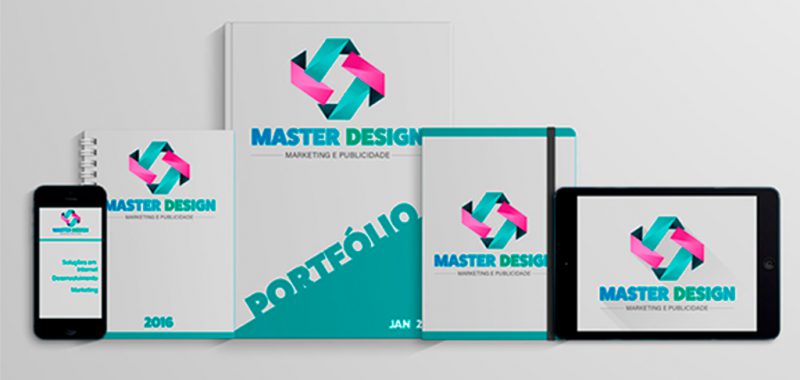 MASTER DESIGN
Soluções em
internet
Desenvolvimento
Marketing
MASTER DESIGN
MARKETING E PUBLICIDADE
2016
MASTER DESIGN
MARKETING E PUBLICIDADE
PORTFÓLIO
JAN 2
MASTER DESIGN
MARKETING E PUBLICIDADE
MASTER DESIGN
MARKETING E PUBLICIDADE